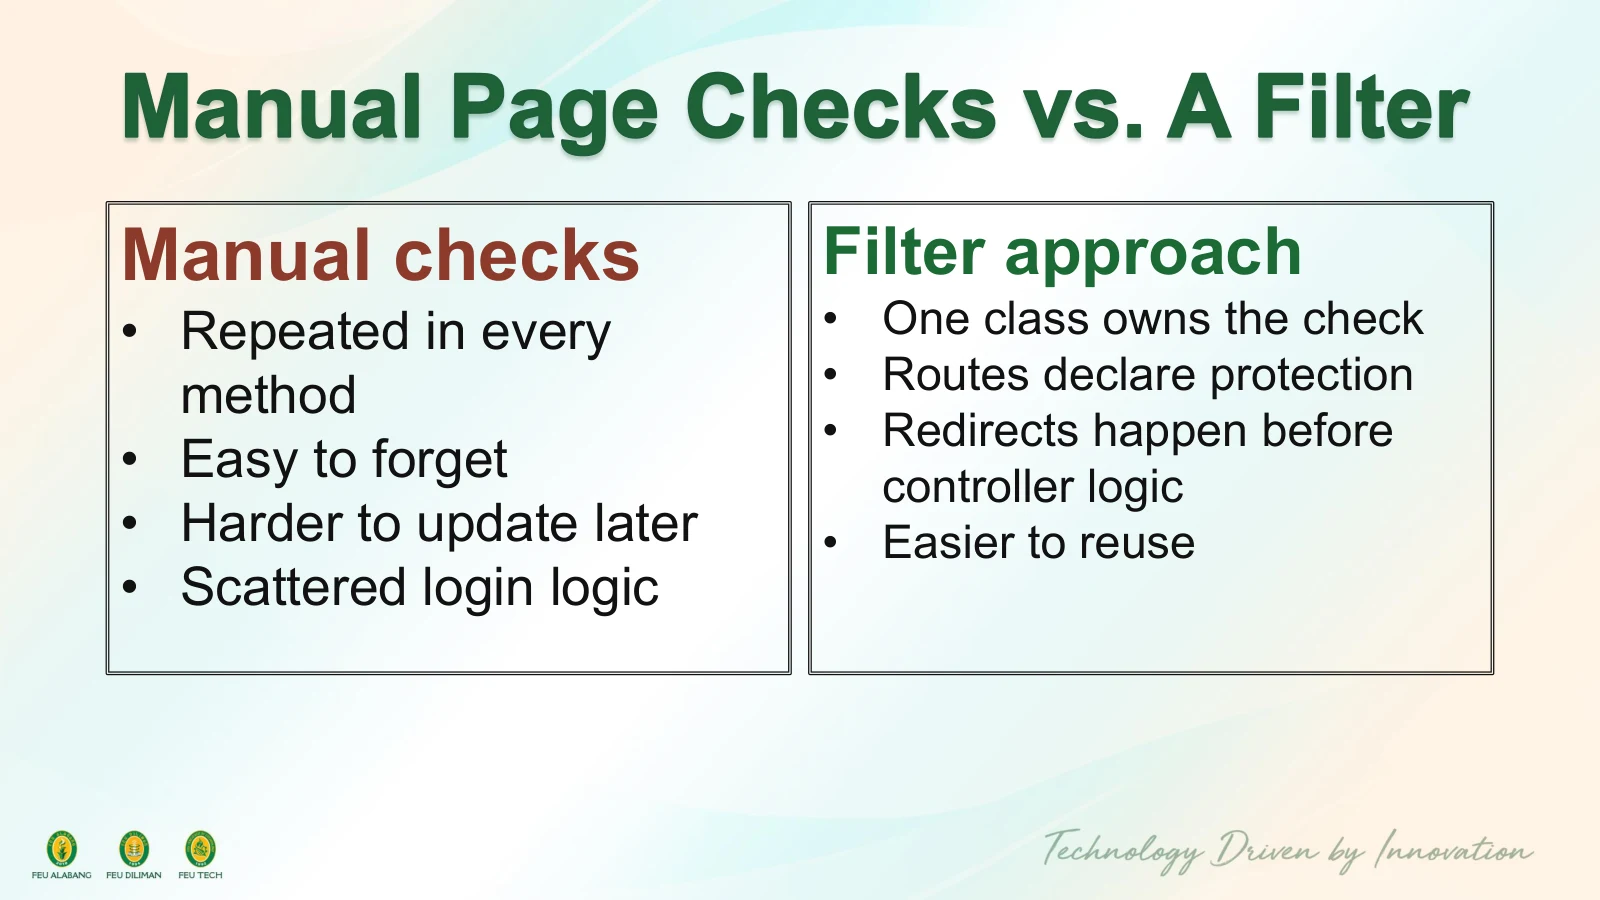 Manual Page Checks vs. A Filter
Manual checks
• Repeated in every
method
• Easy to forget
• Harder to update later
• Scattered login logic
Filter approach
• One class owns the check
• Routes declare protection
• Redirects happen before
controller logic
• Easier to reuse
FEU ALABANG
FEU DILIMAN
FEU TECH
Technology Driven by Innovation